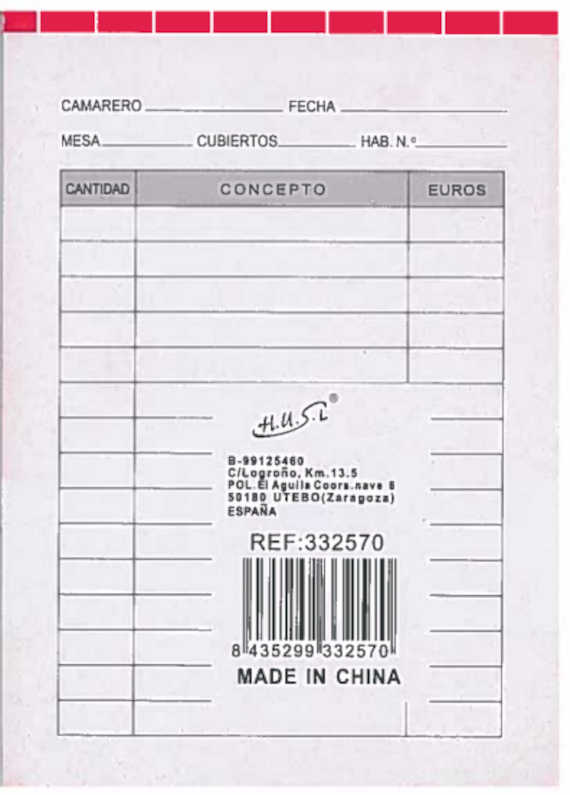 CAMARERO FECHA
MESA CUBIERTOS HAB. N.º
CANTIDAD CONCEPTO EUROS
H.U.S.L®
B-99125460
C/Logroño, Km.13.5
POL. El Aguila Coors.nave 6
50180 UTEBO(Zaragoza)
ESPAÑA
REF:332570
8 435299 332570
MADE IN CHINA